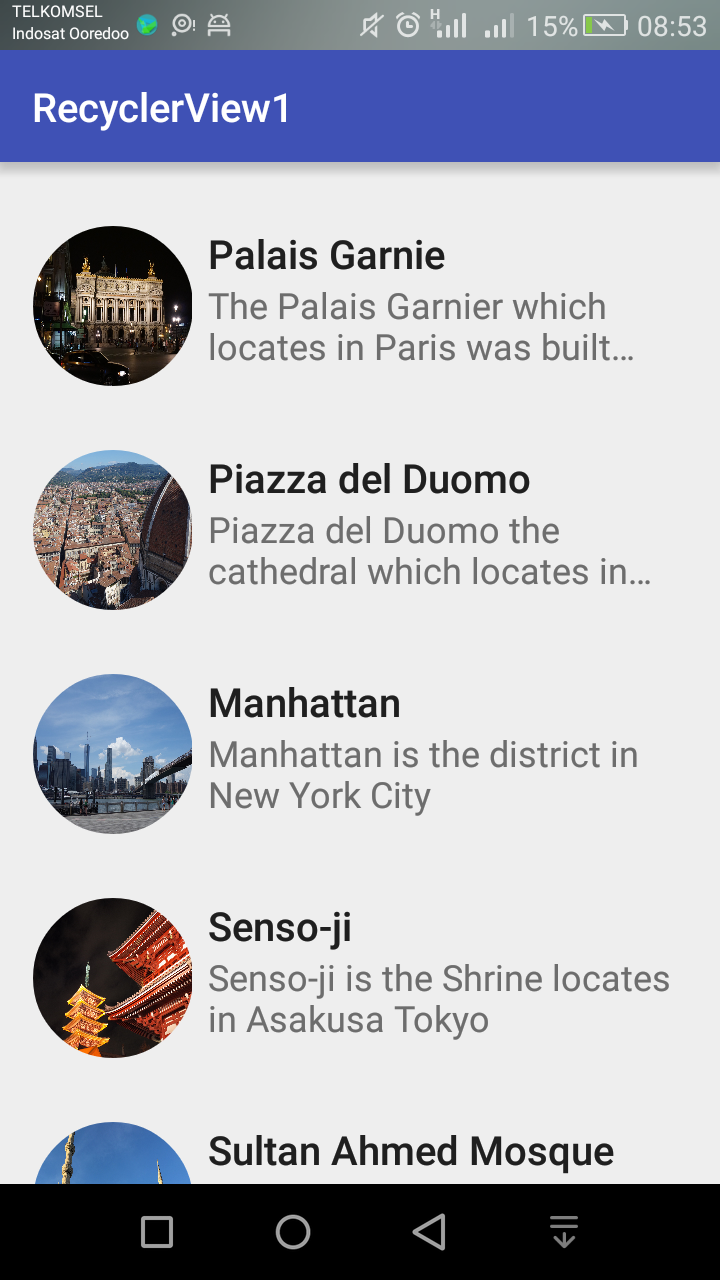 TELKOMSEL
Indosat Ooredoo
H
15%
08:53
RecyclerView1
Palais Garnie
The Palais Garnier which
locates in Paris was built…
Piazza del Duomo
Piazza del Duomo the
cathedral which locates in…
Manhattan
Manhattan is the district in
New York City
Senso-ji
Senso-ji is the Shrine locates
in Asakusa Tokyo
Sultan Ahmed Mosque